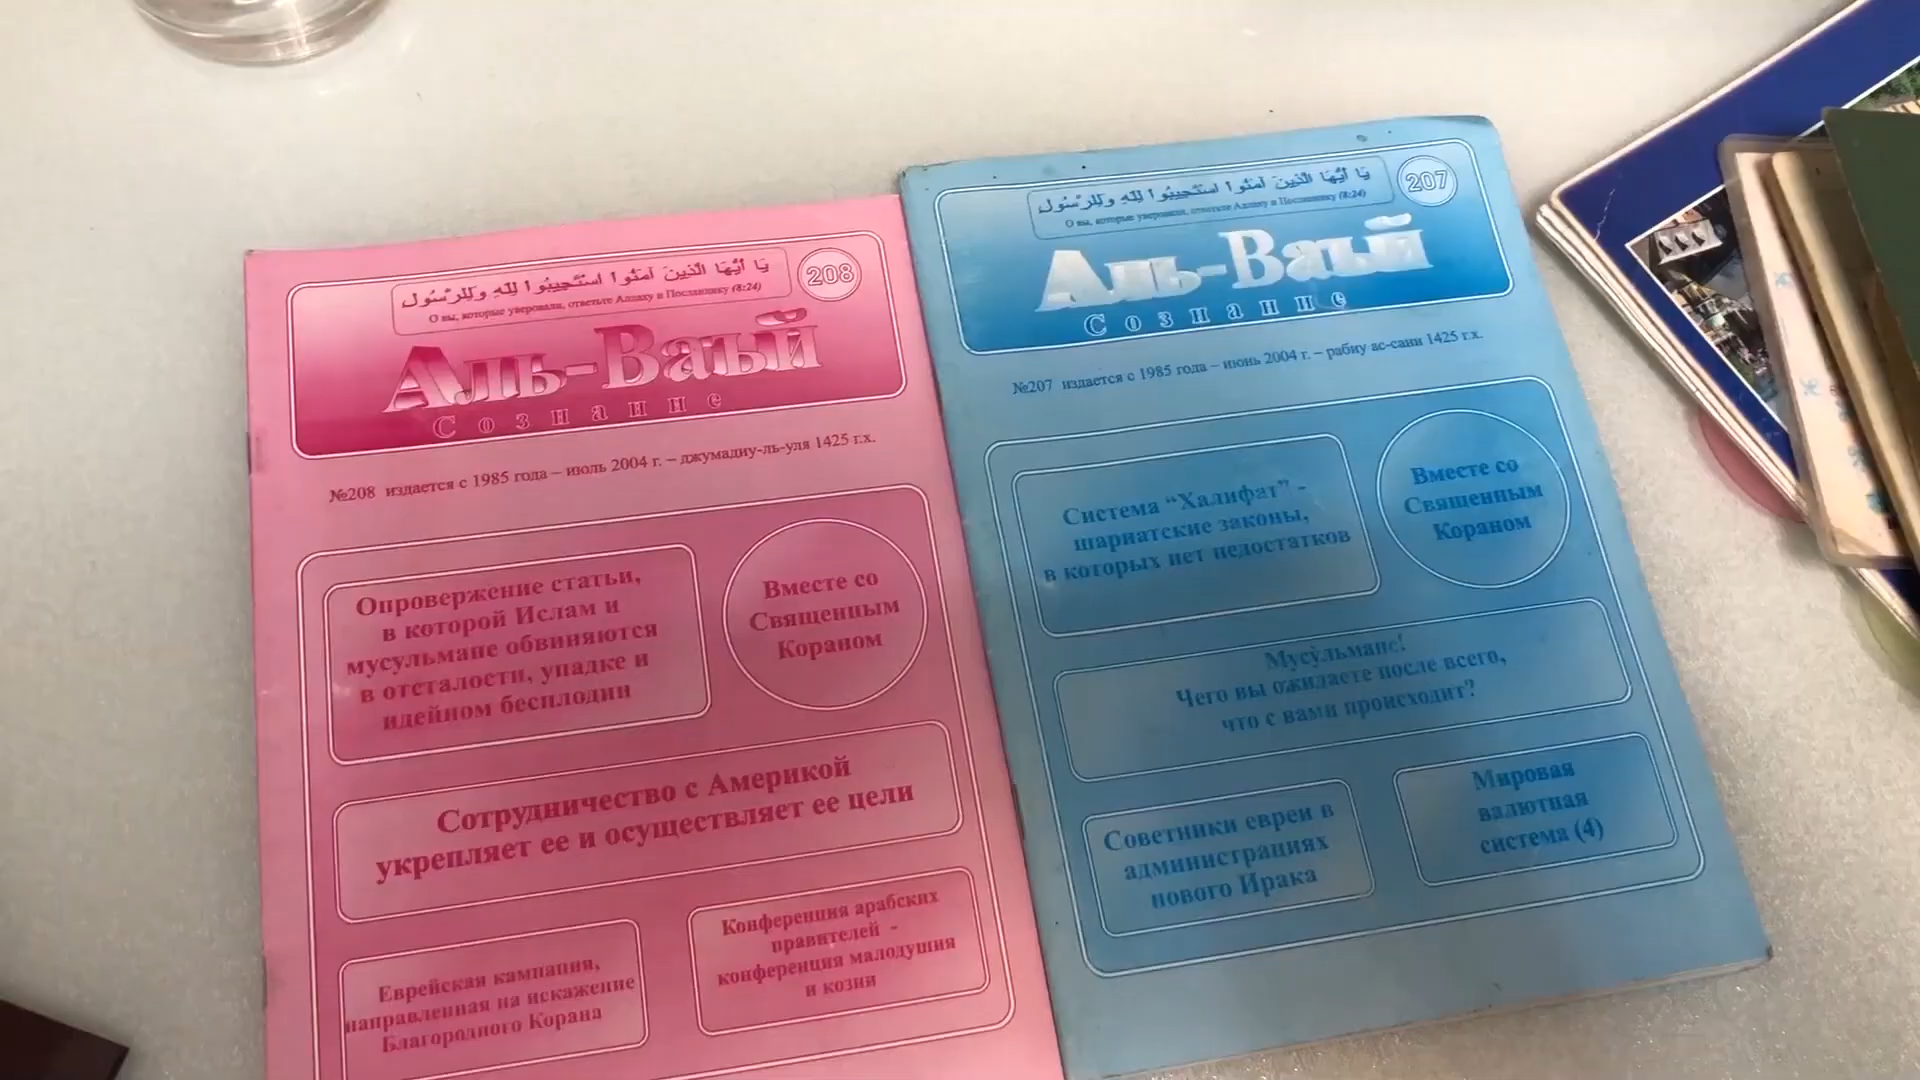 يَا أَيُّهَا الَّذِينَ آمَنُوا اسْتَجِيبُوا لِلَّهِ وَلِلرَّسُولِ
О вы, которые уверовали, ответьте Аллаху и Посланнику (8:24)
208
Аль-Ваъй
Сознание
№208 издается с 1985 года – июль 2004 г. – джумадиу-ль-уля 1425 г.х.
Опровержение статьи,
в которой Ислам и
мусульмане обвиняются
в отсталости, упадке и
идейном бесплодии
Вместе со
Священным
Кораном
Сотрудничество с Америкой
укрепляет ее и осуществляет ее цели
Еврейская кампания,
направленная на искажение
Благородного Корана
Конференция арабских
правителей -
конференция малодушия
и козни
يَا أَيُّهَا الَّذِينَ آمَنُوا اسْتَجِيبُوا لِلَّهِ وَلِلرَّسُولِ
О вы, которые уверовали, ответьте Аллаху и Посланнику (8:24)
207
Аль-Ваъй
Сознание
№207 издается с 1985 года – июнь 2004 г. – рабиу ас-сани 1425 г.х.
Система “Халифат” -
шариатские законы,
в которых нет недостатков
Вместе со
Священным
Кораном
Мусульмане!
Чего вы ожидаете после всего,
что с вами происходит?
Советники евреи в
администрациях
нового Ирака
Мировая
валютная
система (4)